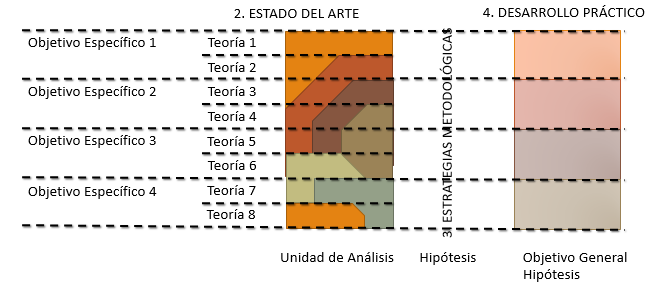 2. ESTADO DEL ARTE
4. DESARROLLO PRÁCTICO
Objetivo Específico 1
Teoría 1
Teoría 2
Objetivo Específico 2
Teoría 3
Teoría 4
Objetivo Específico 3
Teoría 5
Teoría 6
Objetivo Específico 4
Teoría 7
Teoría 8
3. ESTRATEGIAS METODOLÓGICAS
Unidad de Análisis
Hipótesis
Objetivo General
Hipótesis